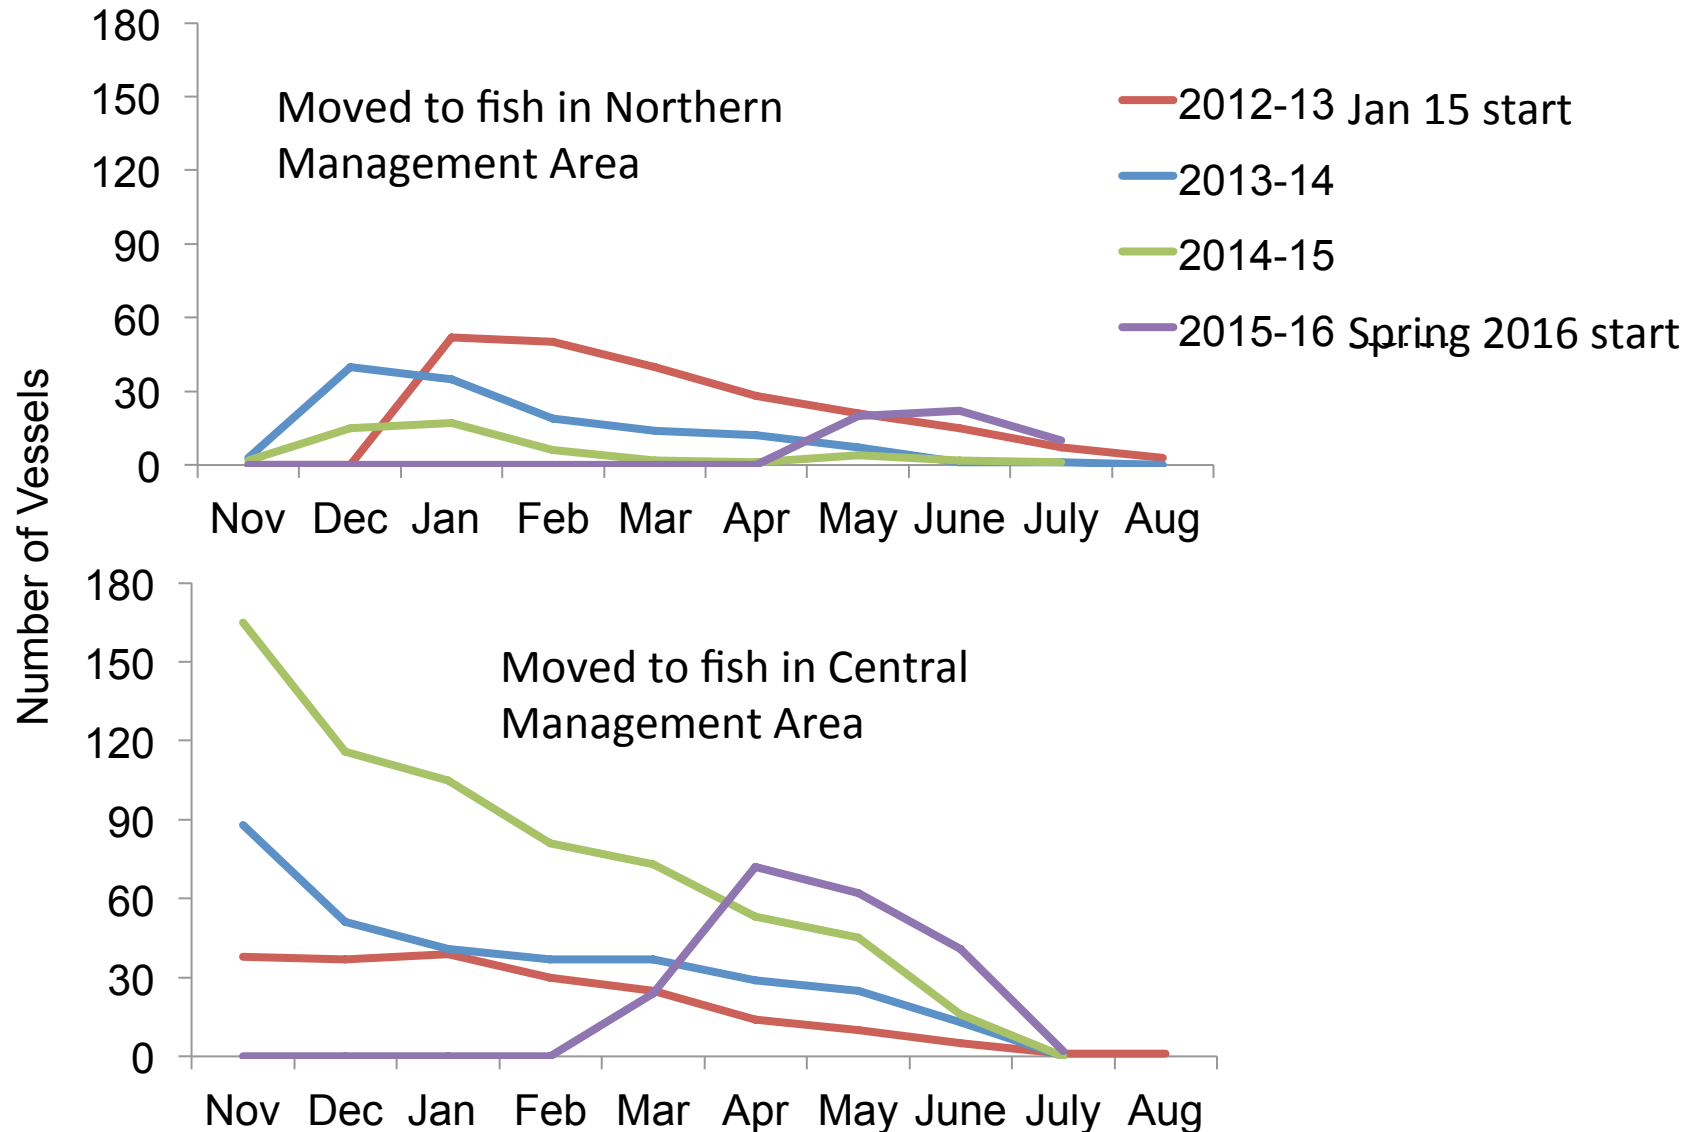 Number of Vessels
180
150
120
90
60
30
0
Moved to fish in Northern
Management Area
2012-13 Jan 15 start
2013-14
2014-15
2015-16 Spring 2016 start
Nov Dec Jan Feb Mar Apr May June July Aug
180
150
120
90
60
30
0
Moved to fish in Central
Management Area
Nov Dec Jan Feb Mar Apr May June July Aug